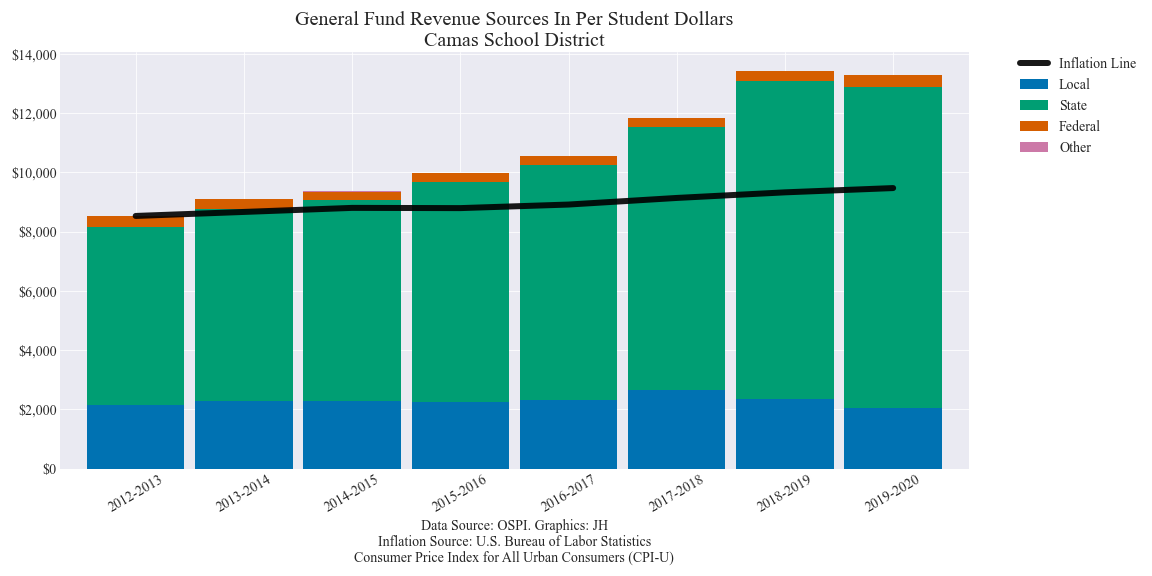 General Fund Revenue Sources In Per Student Dollars
Camas School District
$14,000
$12,000
$10,000
$8,000
$6,000
$4,000
$2,000
$0
Inflation Line
Local
State
Federal
Other
2012-2013
2013-2014
2014-2015
2015-2016
2016-2017
2017-2018
2018-2019
2019-2020
Data Source: OSPI. Graphics: JH
Inflation Source: U.S. Bureau of Labor Statistics
Consumer Price Index for All Urban Consumers (CPI-U)